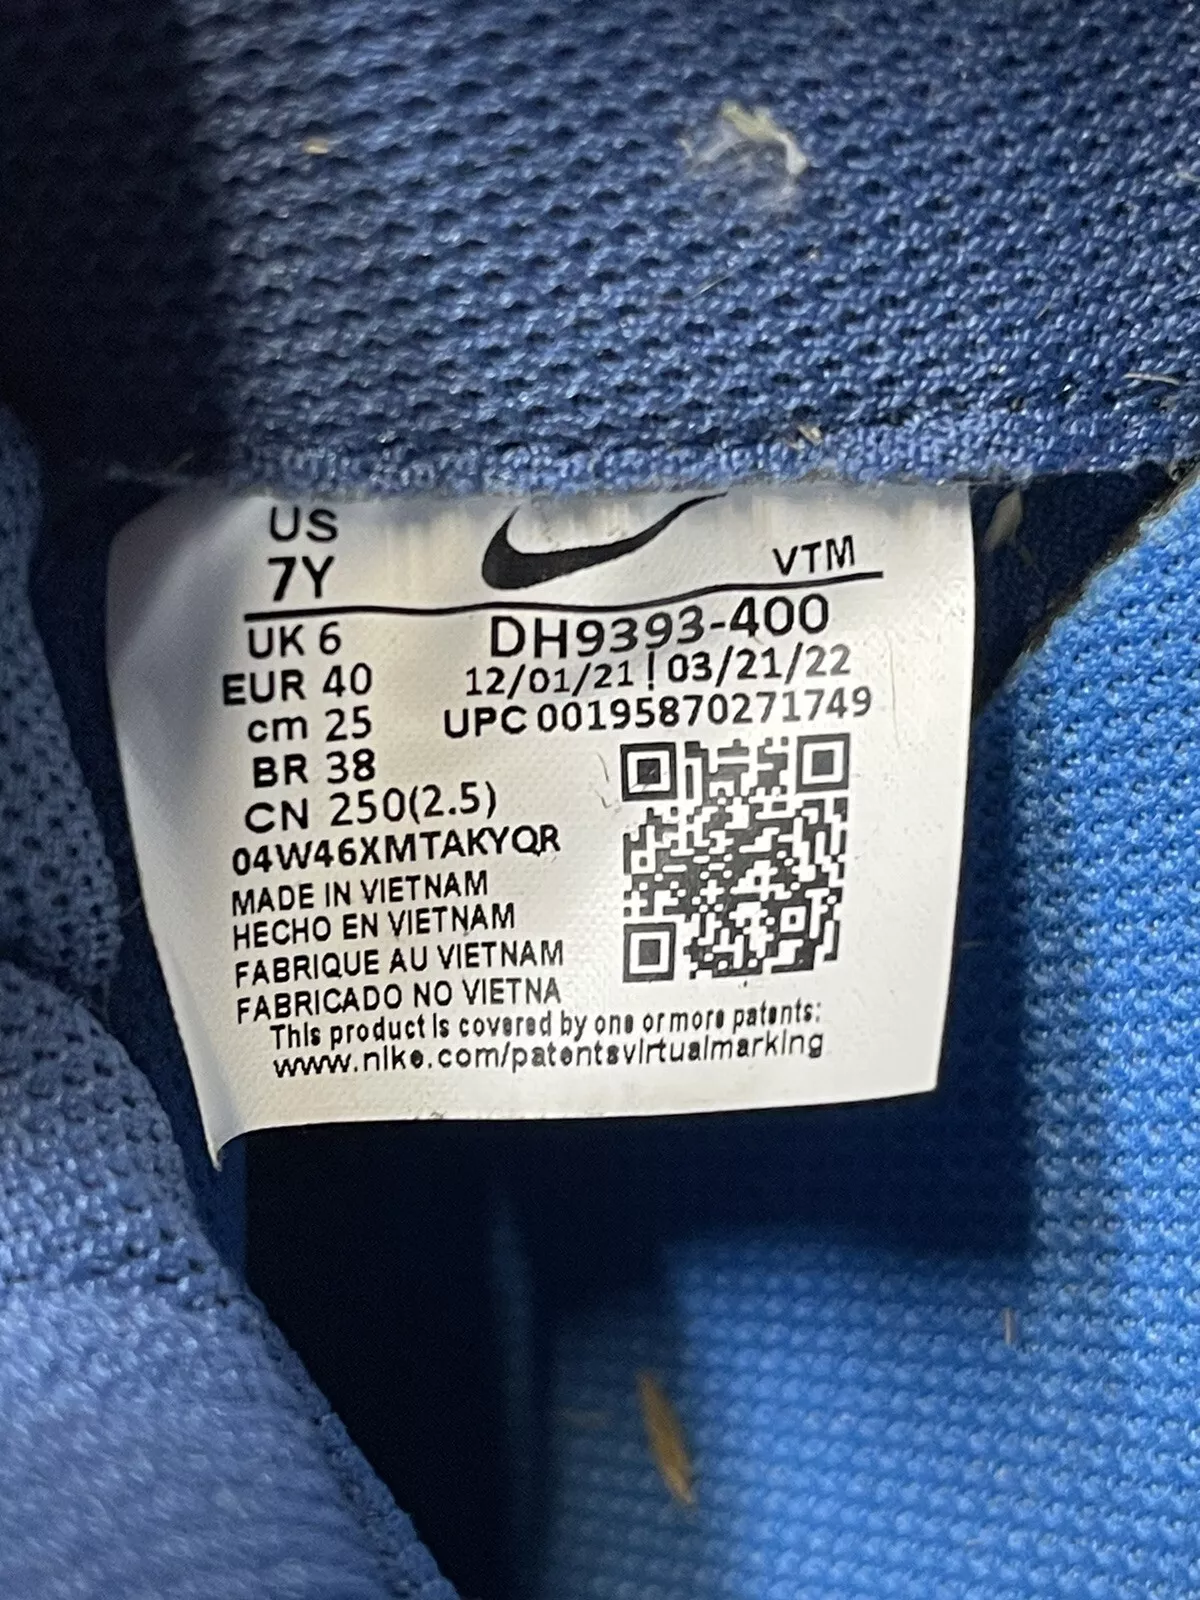 US
7Y
VTM
UK 6
DH9393-400
EUR 40
12/01/21 | 03/21/22
cm 25
UPC 00195870271749
BR 38
CN 250(2.5)
04W46XMTAKYQR
MADE IN VIETNAM
HECHO EN VIETNAM
FABRIQUE AU VIETNAM
FABRICADO NO VIETNA
This product is covered by one or more patents:
www.nike.com/patentsvirtualmarking